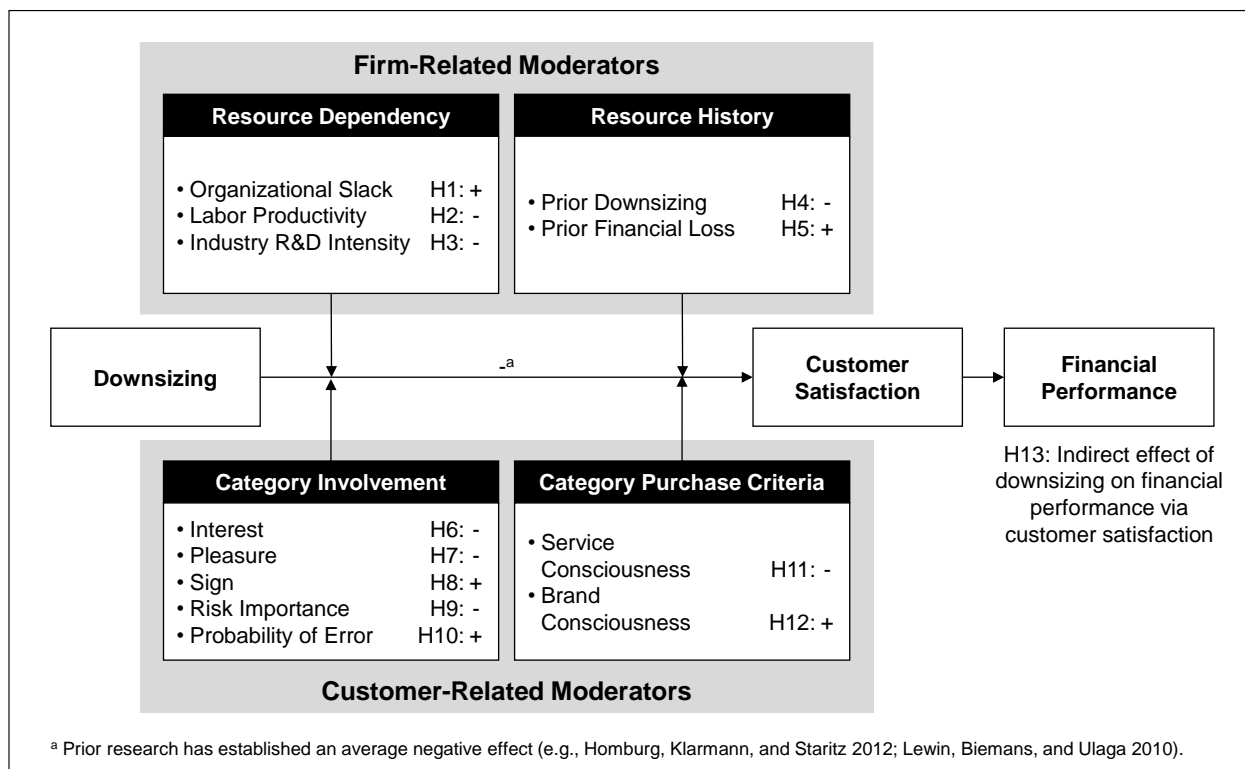 Firm-Related Moderators
Resource Dependency
• Organizational Slack H1: +
• Labor Productivity H2: -
• Industry R&D Intensity H3: -
Resource History
• Prior Downsizing H4: -
• Prior Financial Loss H5: +
Downsizing
-a
Customer
Satisfaction
Financial
Performance
H13: Indirect effect of
downsizing on financial
performance via
customer satisfaction
Category Involvement
• Interest H6: -
• Pleasure H7: -
• Sign H8: +
• Risk Importance H9: -
• Probability of Error H10: +
Category Purchase Criteria
• Service
Consciousness H11: -
• Brand
Consciousness H12: +
Customer-Related Moderators
a Prior research has established an average negative effect (e.g., Homburg, Klarmann, and Staritz 2012; Lewin, Biemans, and Ulaga 2010).